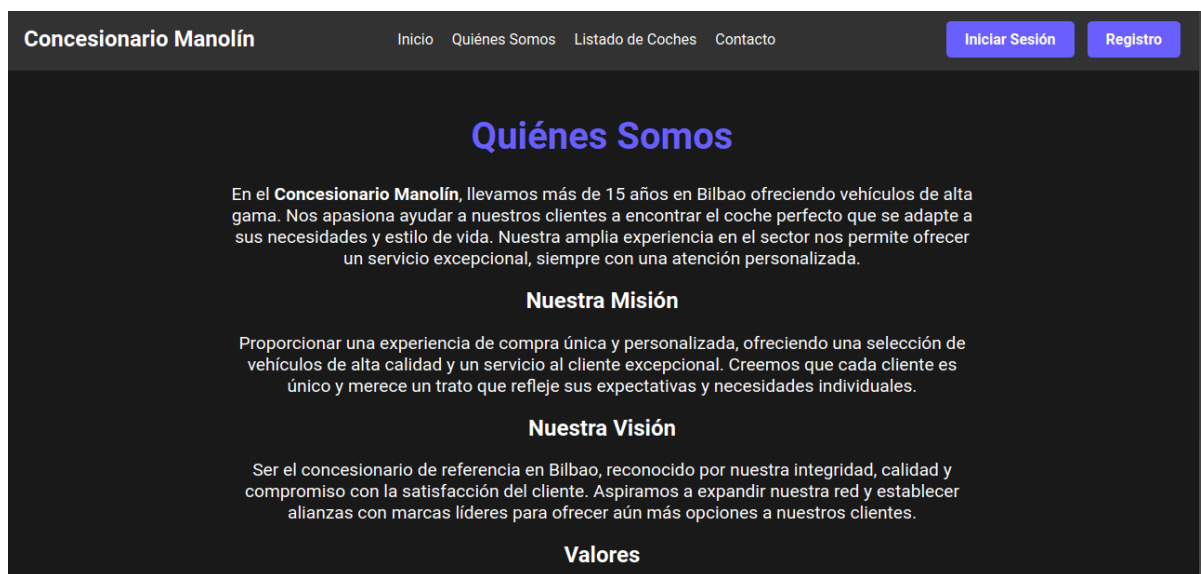 Concesionario Manolín
Inicio Quiénes Somos Listado de Coches Contacto
Iniciar Sesión Registro
Quiénes Somos
En el Concesionario Manolín, llevamos más de 15 años en Bilbao ofreciendo vehículos de alta
gama. Nos apasiona ayudar a nuestros clientes a encontrar el coche perfecto que se adapte a
sus necesidades y estilo de vida. Nuestra amplia experiencia en el sector nos permite ofrecer
un servicio excepcional, siempre con una atención personalizada.
Nuestra Misión
Proporcionar una experiencia de compra única y personalizada, ofreciendo una selección de
vehículos de alta calidad y un servicio al cliente excepcional. Creemos que cada cliente es
único y merece un trato que refleje sus expectativas y necesidades individuales.
Nuestra Visión
Ser el concesionario de referencia en Bilbao, reconocido por nuestra integridad, calidad y
compromiso con la satisfacción del cliente. Aspiramos a expandir nuestra red y establecer
alianzas con marcas líderes para ofrecer aún más opciones a nuestros clientes.
Valores